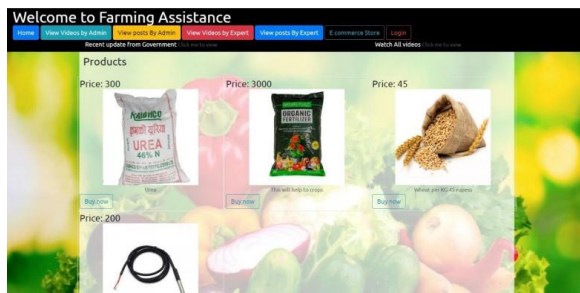 Welcome to Farming Assistance
Home View Videos by Admin View posts By Admin View Videos by Expert View posts By Expert E commerce Store Login
Recent update from Government Click me to view Watch All videos Click me to view
Products
Price: 300 Price: 3000 Price: 45
UREA
46% N
ORGANIC
FERTILIZER
Urea This will help to crops Wheat per KG 45 rupees
Buy now Buy now Buy now
Price: 200